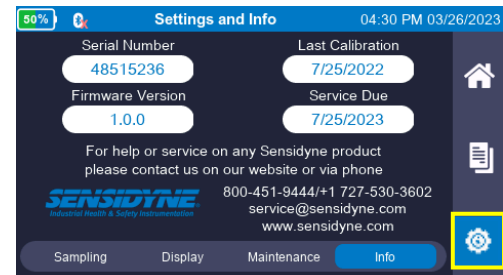 50% Settings and Info 04:30 PM 03/26/2023
Serial Number Last Calibration
48515236 7/25/2022
Firmware Version Service Due
1.0.0 7/25/2023
For help or service on any Sensidyne product
please contact us on our website or via phone
SENSIDYNE.
Industrial Health & Safety Instrumentation
800-451-9444/+1 727-530-3602
service@sensidyne.com
www.sensidyne.com
Sampling Display Maintenance Info